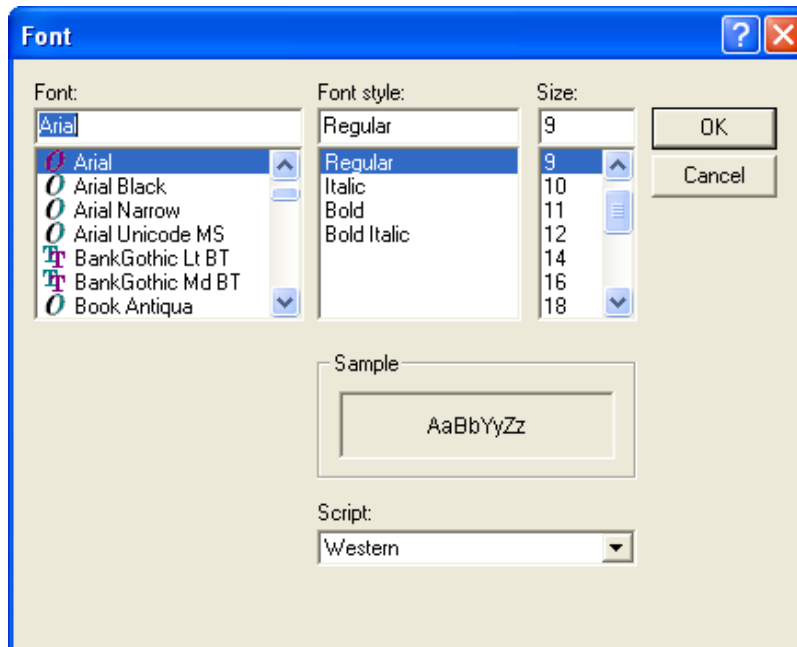 Font
Font: Font style: Size:
Arial Regular 9 OK
Arial Regular 9 Cancel
Arial Black Italic 10
Arial Narrow Bold 11
Arial Unicode MS Bold Italic 12
BankGothic Lt BT 14
BankGothic Md BT 16
Book Antiqua 18
Sample
AaBbYyZz
Script:
Western